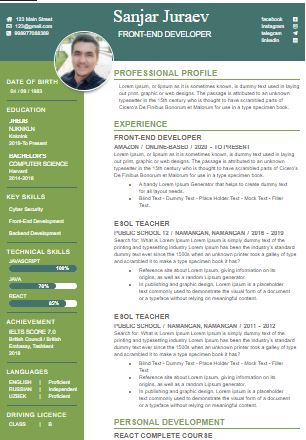 123 Main Street
123@gmail.com
998977088389
Sanjar Juraev
FRONT-END DEVELOPER
facebook
Instagram
telegram
linkedin
DATE OF BIRTH
04 / 09 / 1993
EDUCATION
JHBJB
NJKNKLN
Kokenint
2018-To Present
BACHELOR'S
COMPUTER SCIENCE
Harvard
2014-2018
KEY SKILLS
Cyber Security
Front-End Development
Backend Development
TECHNICAL SKILLS
JAVASCRIPT
100%
JAVA
70%
REACT
85%
ACHIEVEMENT
IELTS SCORE 7.0
British Council / British
Embassy, Tashkent
2018
LANGUAGES
ENGLISH | Proficient
RUSSIAN | Independent
UZBEK | Proficient
DRIVING LICENCE
CLASS | B
PROFESSIONAL PROFILE
Lorem Ipsum, or lipsum as it is sometimes known, is dummy text used in laying
out print, graphic or web designs. The passage is attributed to an unknown
typesetter in the 15th century who is thought to have scrambled parts of
Cicero's De Finibus Bonorum et Malorum for use in a type specimen book.
EXPERIENCE
FRONT-END DEVELOPER
AMAZON / ONLINE-BASED / 2020 - TO PRESENT
Lorem Ipsum, or lipsum as it is sometimes known, is dummy text used in laying
out print, graphic or web designs. The passage is attributed to an unknown
typesetter in the 15th century who is thought to have scrambled parts of Cicero's
De Finibus Bonorum et Malorum for use in a type specimen book.
• A handy Lorem Ipsum Generator that helps to create dummy text
for all layout needs.
• Blind Text - Dummy Text - Place Holder Text - Mock Text - Filler
Text.
ESOL TEACHER
PUBLIC SCHOOL 12 / NAMANGAN, NAMANGAN / 2018 - 2019
Search for: What is Lorem Ipsum? Lorem Ipsum is simply dummy text of the
printing and typesetting industry. Lorem Ipsum has been the industry's standard
dummy text ever since the 1500s when an unknown printer took a galley of type
and scrambled it to make a type specimen book.
• Reference site about Lorem Ipsum, giving information on its
origins, as well as a random Lipsum generator.
• In publishing and graphic design, Lorem ipsum is a placeholder
text commonly used to demonstrate the visual form of a document
or a typeface without relying on meaningful content.
ESOL TEACHER
PUBLIC SCHOOL / NAMANGAN, NAMANGAN / 2011 - 2012
Search for: What is Lorem Ipsum? Lorem Ipsum is simply dummy text of the
printing and typesetting industry. Lorem Ipsum has been the industry's standard
dummy text ever since the 1500s when an unknown printer took a galley of type
and scrambled it to make a type specimen book.
• Reference site about Lorem Ipsum, giving information on its
origins, as well as a random Lipsum generator.
• In publishing and graphic design, Lorem ipsum is a placeholder
text commonly used to demonstrate the visual form of a document
or a typeface without relying on meaningful content.
• Blind Text - Dummy Text - Place Holder Text - Mock Text - Filler
Text.
PERSONAL DEVELOPMENT
REACT COMPLETE COURSE